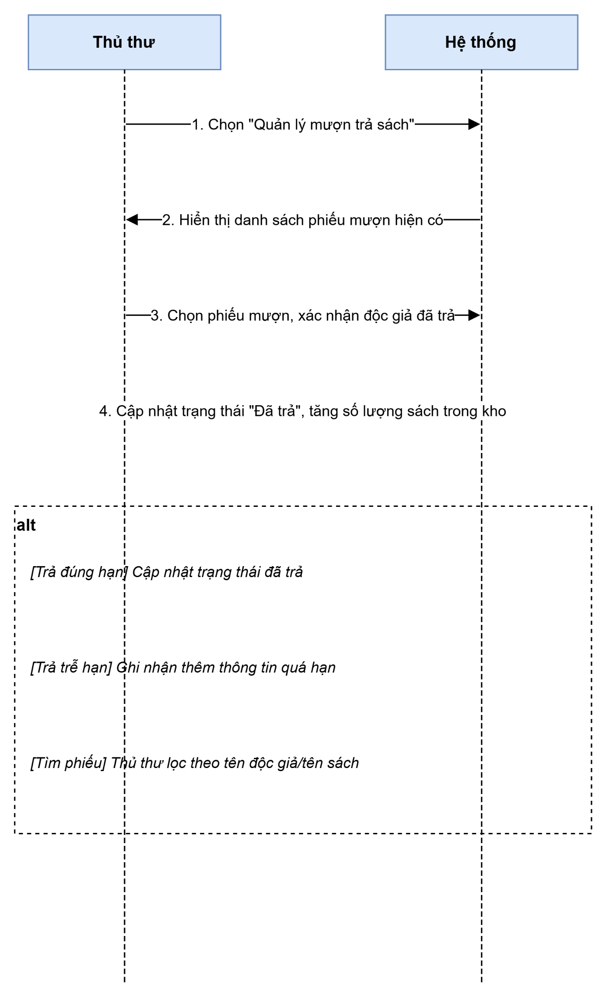 Thủ thư
Hệ thống
1. Chọn "Quản lý mượn trả sách"
2. Hiển thị danh sách phiếu mượn hiện có
3. Chọn phiếu mượn, xác nhận độc giả đã trả
4. Cập nhật trạng thái "Đã trả", tăng số lượng sách trong kho
alt
[Trả đúng hạn] Cập nhật trạng thái đã trả
[Trả trễ hạn] Ghi nhận thêm thông tin quá hạn
[Tìm phiếu] Thủ thư lọc theo tên độc giả/tên sách